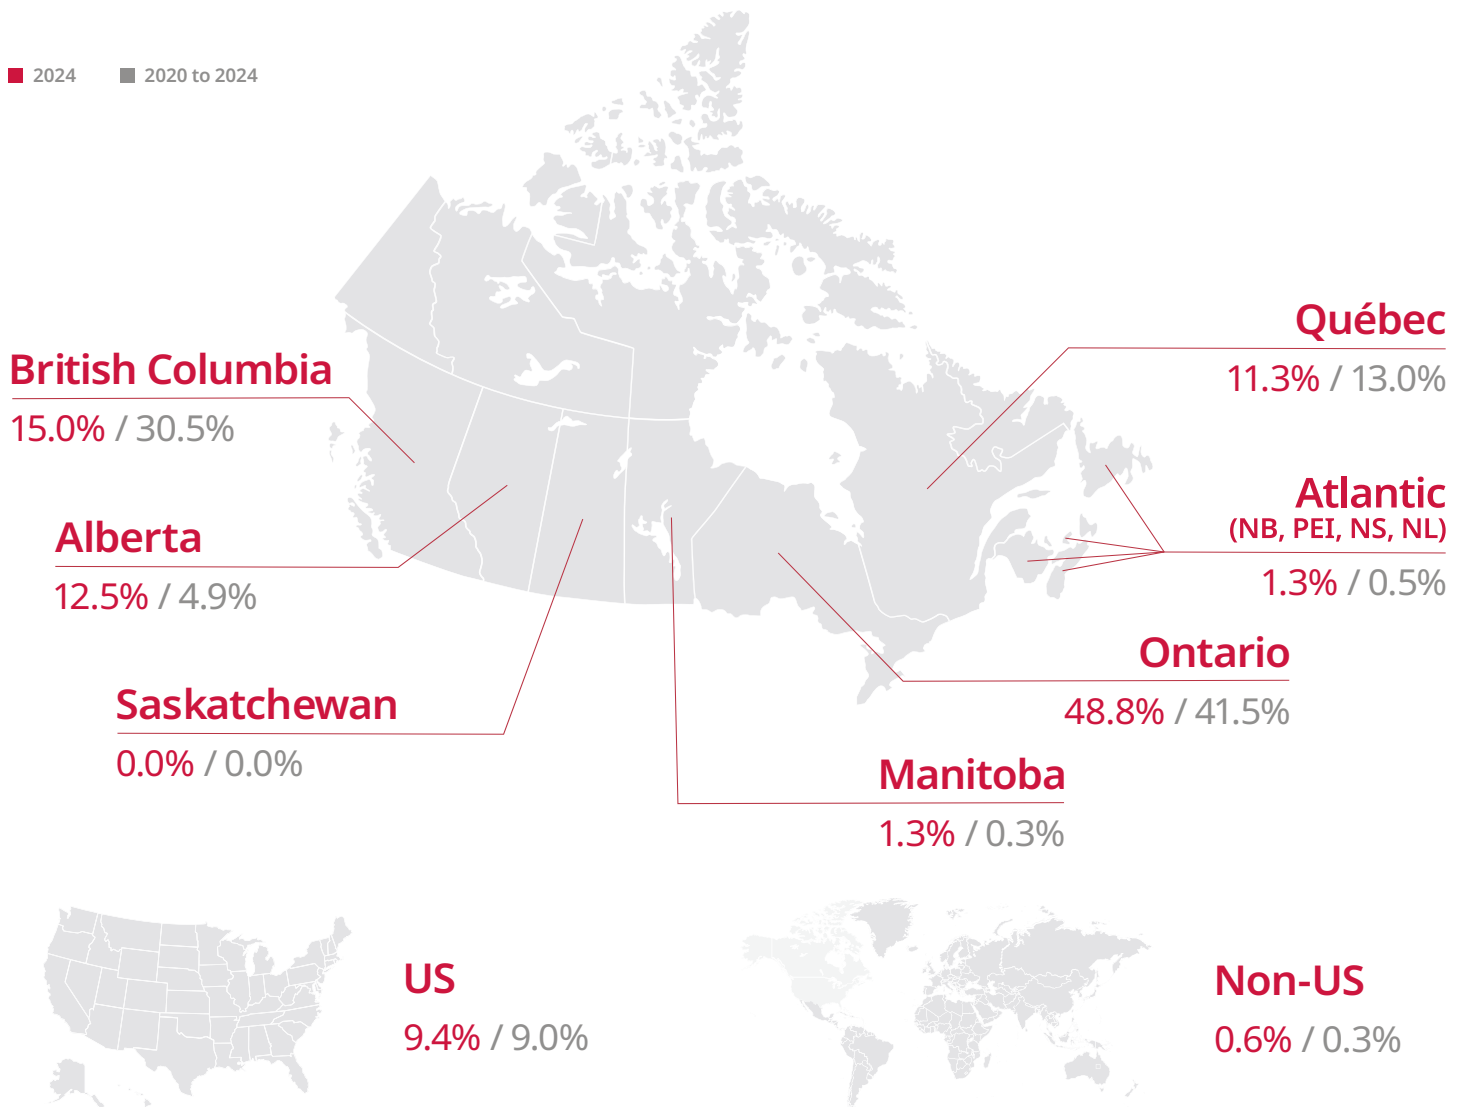 2024 2020 to 2024
British Columbia
15.0% / 30.5%
Alberta
12.5% / 4.9%
Saskatchewan
0.0% / 0.0%
Québec
11.3% / 13.0%
Atlantic
(NB, PEI, NS, NL)
1.3% / 0.5%
Ontario
48.8% / 41.5%
Manitoba
1.3% / 0.3%
US
9.4% / 9.0%
Non-US
0.6% / 0.3%